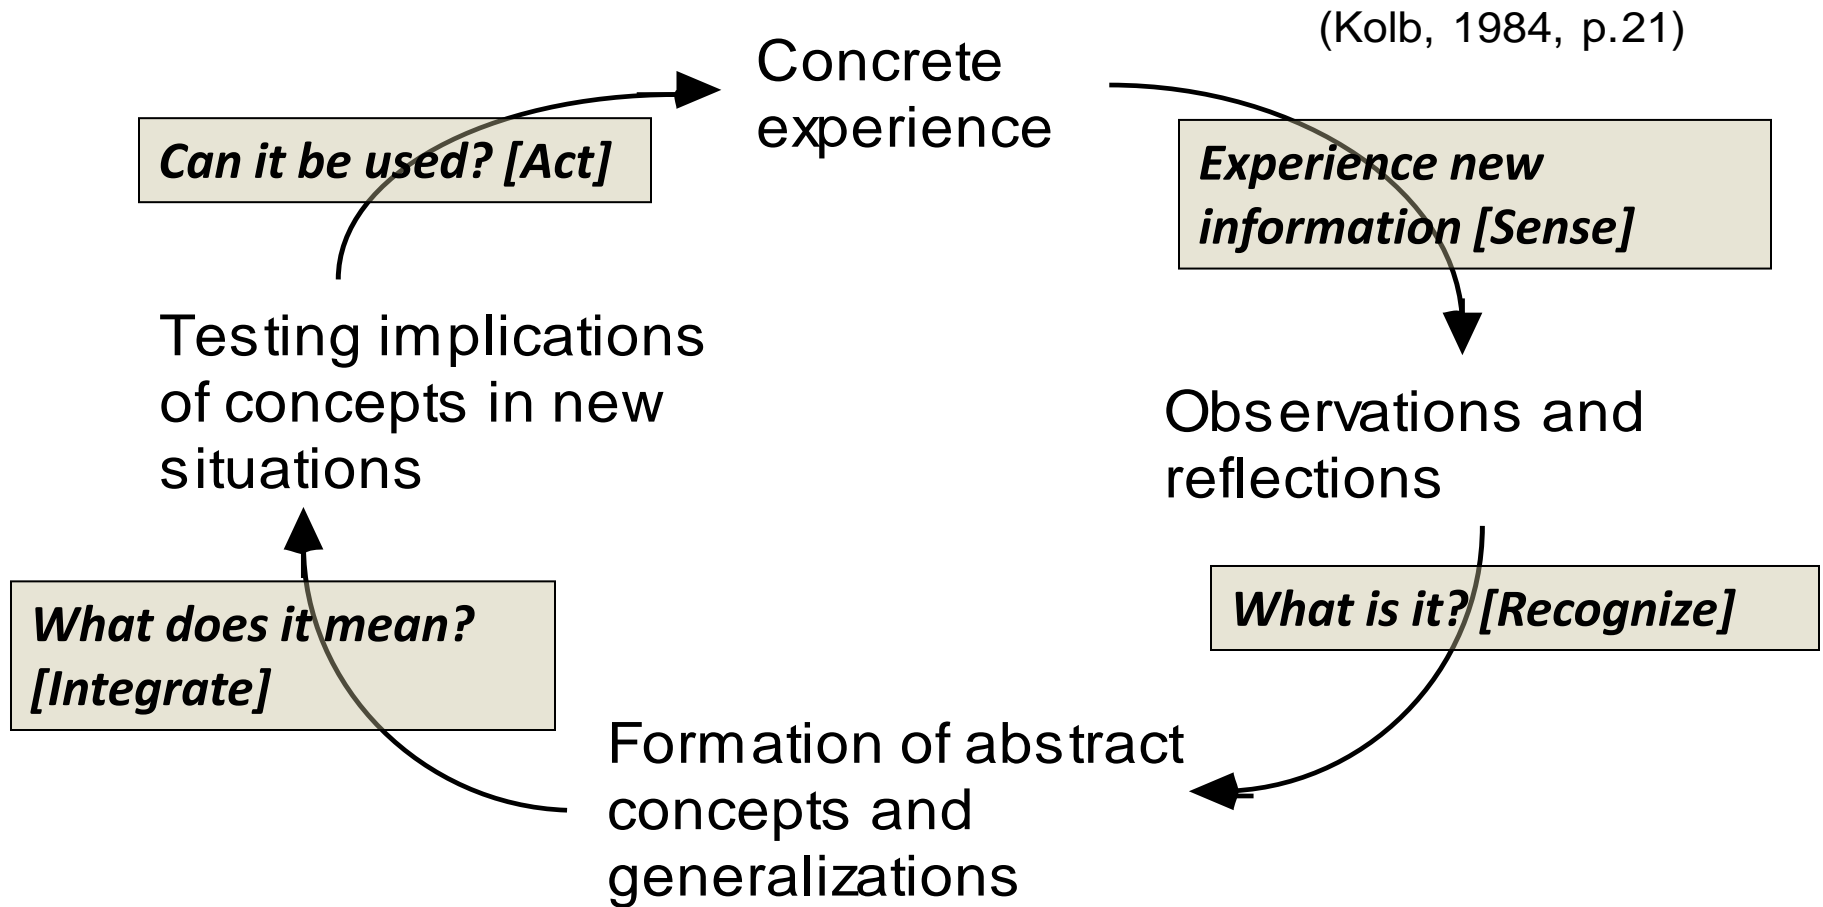 (Kolb, 1984, p.21)
Concrete
experience
Experience new
information [Sense]
Observations and
reflections
What is it? [Recognize]
Formation of abstract
concepts and
generalizations
What does it mean?
[Integrate]
Testing implications
of concepts in new
situations
Can it be used? [Act]